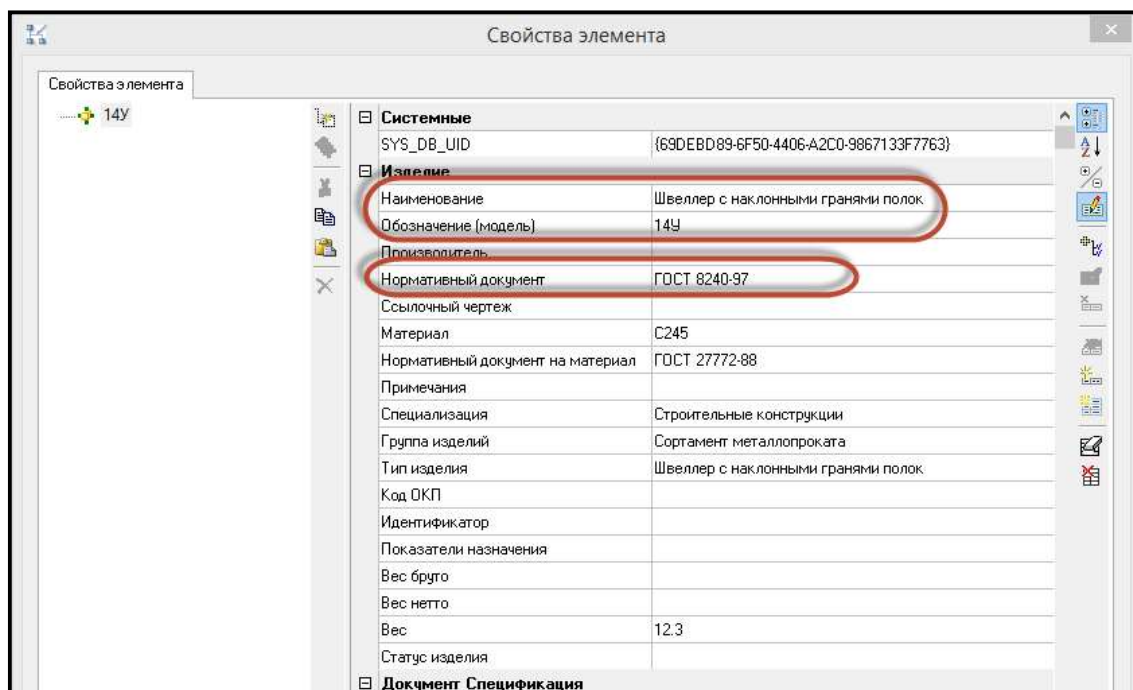 Свойства элемента
Свойства элемента
14У
Системные
SYS_DB_UID {69DEBD89-6F50-4406-A2C0-9867133F7763}
Изделие
Наименование Швеллер с наклонными гранями полок
Обозначение (модель) 14У
Производитель
Нормативный документ ГОСТ 8240-97
Ссылочный чертеж
Материал С245
Нормативный документ на материал ГОСТ 27772-88
Примечания
Специализация Строительные конструкции
Группа изделий Сортамент металлопроката
Тип изделия Швеллер с наклонными гранями полок
Код ОКП
Идентификатор
Показатели назначения
Вес брутто
Вес нетто
Вес 12.3
Статус изделия
Документ Спецификация